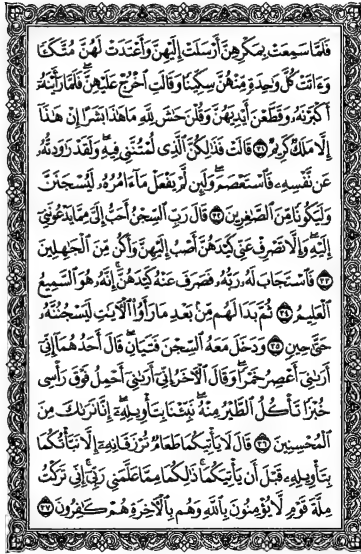 فَلَمَّا سَمِعَتْ بِمَكْرِهِنَّ أَرْسَلَتْ إِلَيْهِنَّ وَأَعْتَدَتْ لَهُنَّ مُتَّكَـًٔا
وَءَاتَتْ كُلَّ وَٰحِدَةٍ مِّنْهُنَّ سِكِّينًا وَقَالَتِ ٱخْرُجْ عَلَيْهِنَّ ۖ فَلَمَّا رَأَيْنَهُۥٓ
أَكْبَرْنَهُۥ وَقَطَّعْنَ أَيْدِيَهُنَّ وَقُلْنَ حَٰشَ لِلَّهِ مَا هَٰذَا بَشَرًا إِنْ هَٰذَآ
إِلَّا مَلَكٌ كَرِيمٌ ٣١ قَالَتْ فَذَٰلِكُنَّ ٱلَّذِى لُمْتُنَّنِى فِيهِ ۖ وَلَقَدْ رَٰوَدتُّهُۥ
عَن نَّفْسِهِۦ فَٱسْتَعْصَمَ ۖ وَلَئِن لَّمْ يَفْعَلْ مَآ ءَامُرُهُۥ لَيُسْجَنَنَّ
وَلَيَكُونًا مِّنَ ٱلصَّٰغِرِينَ ٣٢ قَالَ رَبِّ ٱلسِّجْنُ أَحَبُّ إِلَىَّ مِمَّا يَدْعُونَنِىٓ
إِلَيْهِ ۖ وَإِلَّا تَصْرِفْ عَنِّى كَيْدَهُنَّ أَصْبُ إِلَيْهِنَّ وَأَكُن مِّنَ ٱلْجَٰهِلِينَ
٣٣ فَٱسْتَجَابَ لَهُۥ رَبُّهُۥ فَصَرَفَ عَنْهُ كَيْدَهُنَّ ۚ إِنَّهُۥ هُوَ ٱلسَّمِيعُ
ٱلْعَلِيمُ ٣٤ ثُمَّ بَدَا لَهُم مِّنۢ بَعْدِ مَا رَأَوُا۟ ٱلْـَٔايَٰتِ لَيَسْجُنُنَّهُۥ
حَتَّىٰ حِينٍ ٣٥ وَدَخَلَ مَعَهُ ٱلسِّجْنَ فَتَيَانِ ۖ قَالَ أَحَدُهُمَآ إِنِّىٓ
أَرَىٰنِىٓ أَعْصِرُ خَمْرًا ۖ وَقَالَ ٱلْـَٔاخَرُ إِنِّىٓ أَرَىٰنِىٓ أَحْمِلُ فَوْقَ رَأْسِى
خُبْزًا تَأْكُلُ ٱلطَّيْرُ مِنْهُ ۖ نَبِّئْنَا بِتَأْوِيلِهِۦٓ ۖ إِنَّا نَرَىٰكَ مِنَ
ٱلْمُحْسِنِينَ ٣٦ قَالَ لَا يَأْتِيكُمَا طَعَامٌ تُرْزَقَانِهِۦٓ إِلَّا نَبَّأْتُكُمَا
بِتَأْوِيلِهِۦ قَبْلَ أَن يَأْتِيَكُمَا ۚ ذَٰلِكُمَا مِمَّا عَلَّمَنِى رَبِّىٓ ۚ إِنِّى تَرَكْتُ
مِلَّةَ قَوْمٍ لَّا يُؤْمِنُونَ بِٱللَّهِ وَهُم بِٱلْـَٔاخِرَةِ هُمْ كَٰفِرُونَ ٣٧